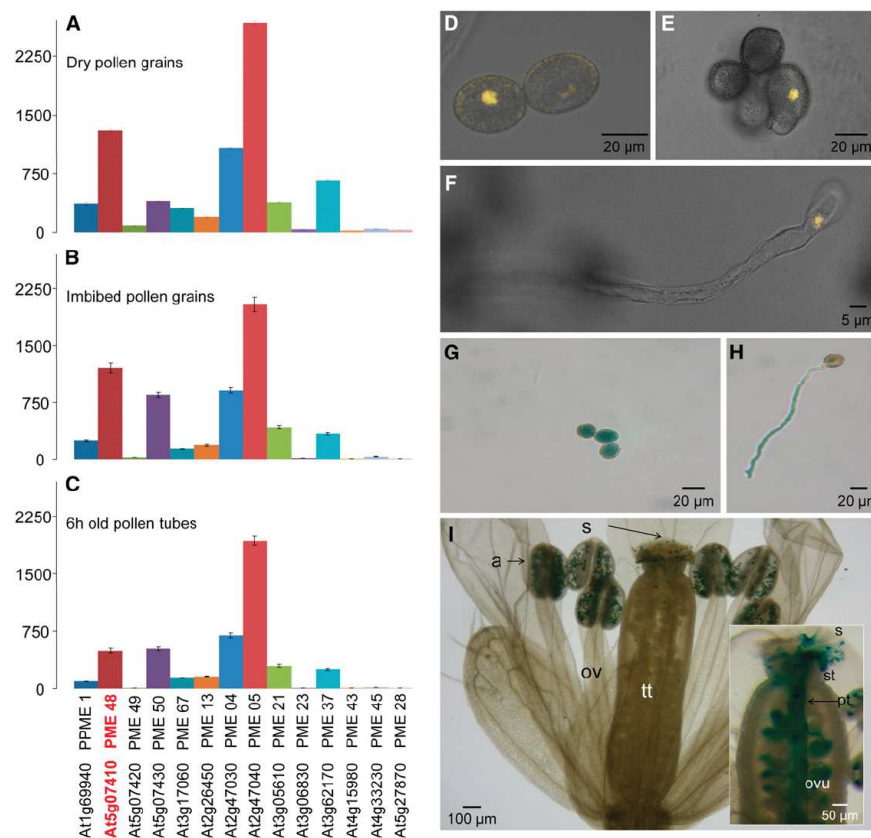 A
Dry pollen grains
2250
1500
750
0
B
Imbibed pollen grains
2250
1500
750
0
C
6h old pollen tubes
2250
1500
750
0
PPME 1
PME 48
PME 49
PME 50
PME 67
PME 13
PME 04
PME 05
PME 21
PME 23
PME 37
PME 43
PME 45
PME 28
At1g69940
At5g07410
At5g07420
At5g07430
At3g17060
At2g26450
At2g47030
At2g47040
At3g05610
At3g06830
At3g62170
At4g15980
At4g33230
At5g27870
D
20 µm
E
20 µm
F
5 µm
G
20 µm
H
20 µm
I
s
a
ov
tt
100 µm
s
st
pt
ovu
50 µm